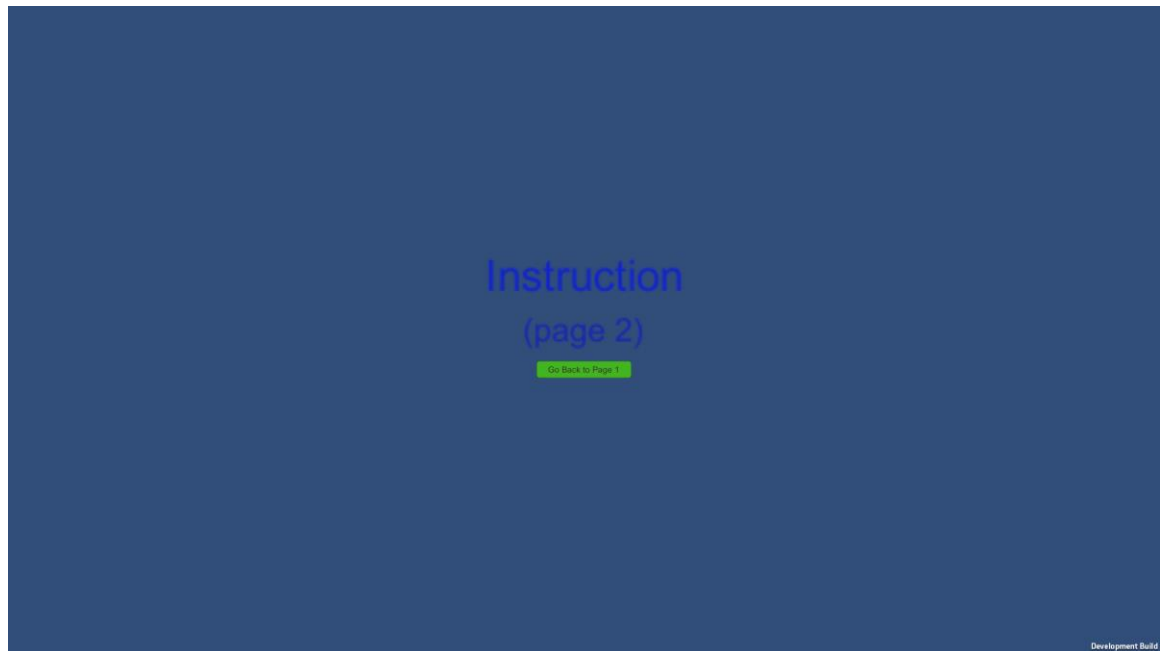 Instruction
(page 2)
Go Back to Page 1
Development Build